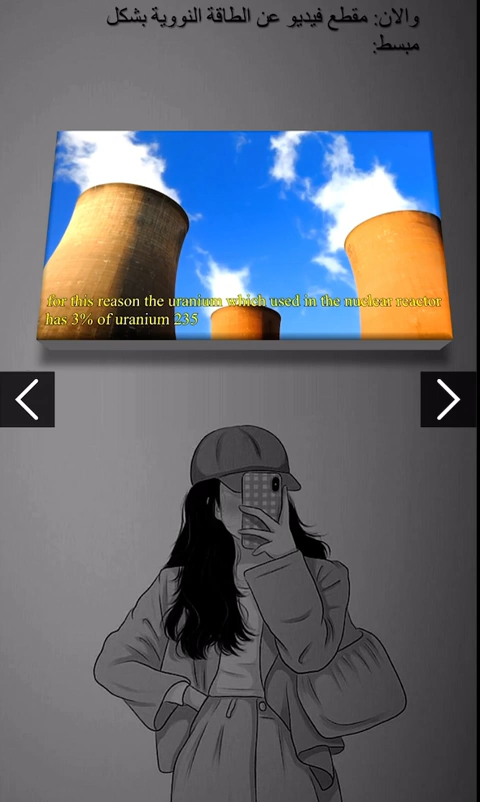 والان: مقطع فيديو عن الطاقة النووية بشكل
مبسط:
for this reason the uranium which used in the nuclear reactor
has 3% of uranium 235